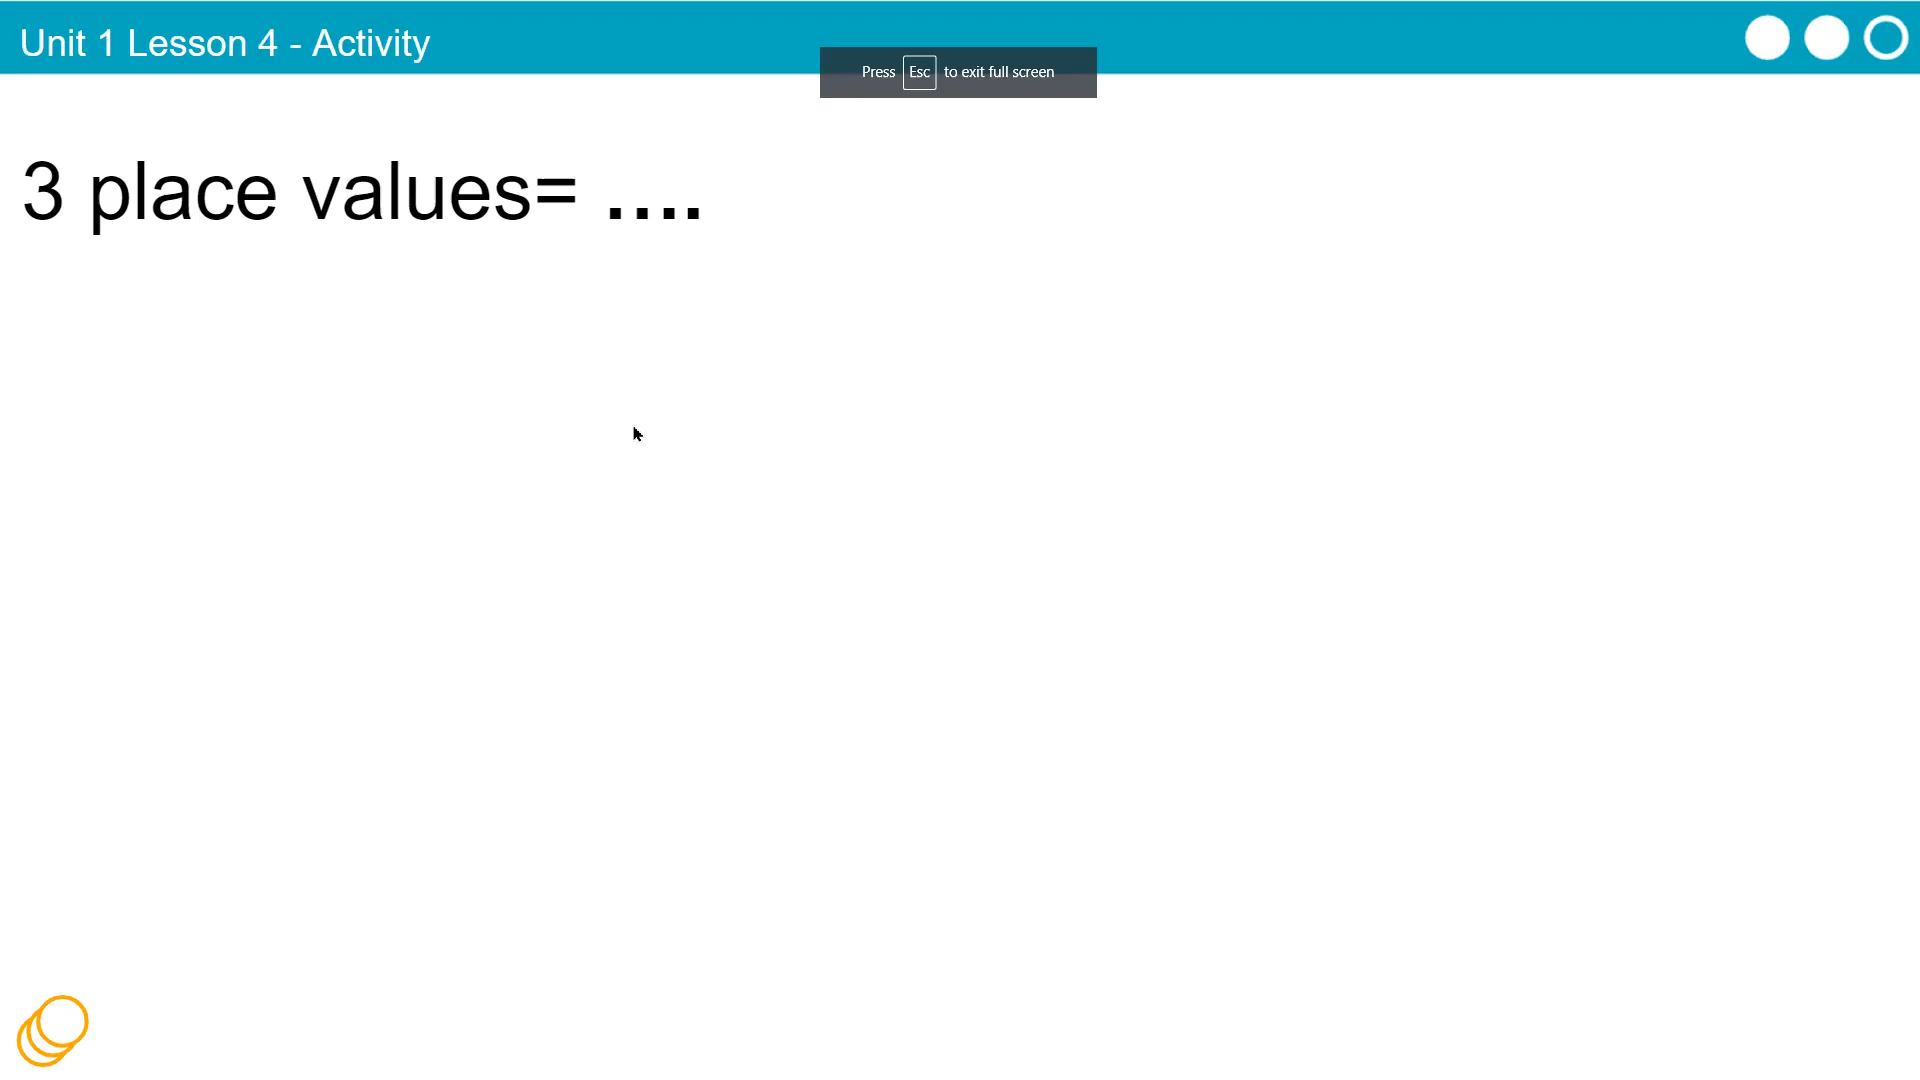 Unit 1 Lesson 4 - Activity
Press Esc to exit full screen
3 place values= ....